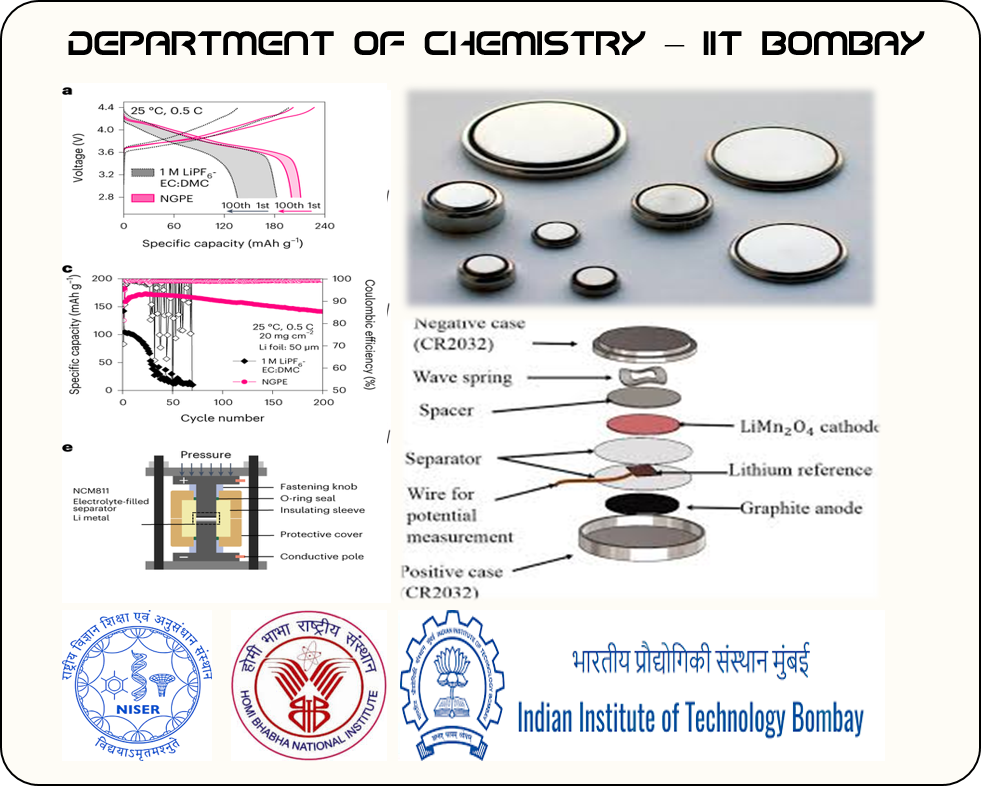 DEPARTMENT OF CHEMISTRY – IIT BOMBAY
a
4.4
4.0
3.6
3.2
2.8
Voltage (V)
25 °C, 0.5 C
1 M LiPF6-
EC:DMC
NGPE
100th 1st 100th 1st
0 60 120 180 240
Specific capacity (mAh g−1)
c
200
150
100
50
0
Specific capacity (mAh g−1)
100
90
80
70
60
50
Coulombic efficiency (%)
25 °C, 0.5 C
20 mg cm−2
Li foil: 50 μm
1 M LiPF6-
EC:DMC
NGPE
0 50 100 150 200
Cycle number
e
Pressure
NCM811
Electrolyte-filled
separator
Li metal
+
−
Fastening knob
O-ring seal
Insulating sleeve
Protective cover
Conductive pole
Negative case
(CR2032)
Wave spring
Spacer
Separator
Wire for
potential
measurement
Positive case
(CR2032)
LiMn2O4 cathode
Lithium reference
Graphite anode
राष्ट्रीय विज्ञान शिक्षा एवं अनुसंधान संस्थान
NISER
विद्ययाऽमृतमश्नुते
होमी भाभा राष्ट्रीय संस्थान
HOMI BHABHA NATIONAL INSTITUTE
भारतीय प्रौद्योगिकी संस्थान मुंबई
INDIAN INSTITUTE OF TECHNOLOGY BOMBAY
ज्ञानम् परमम् ध्येयम्
भारतीय प्रौद्योगिकी संस्थान मुंबई
Indian Institute of Technology Bombay